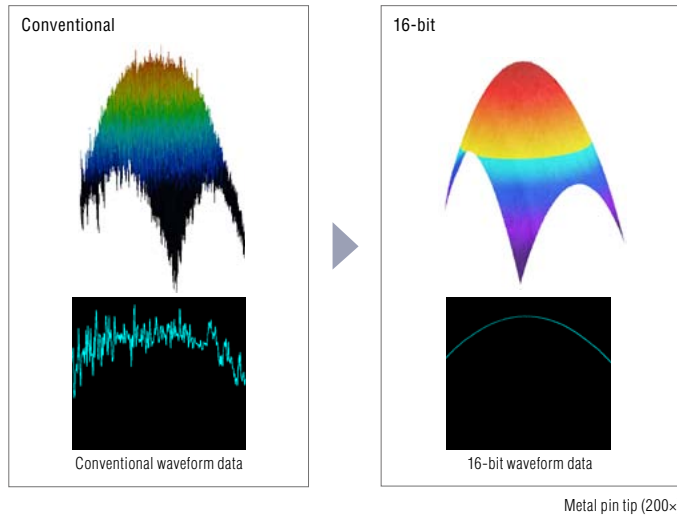 Conventional
16-bit
Conventional waveform data
16-bit waveform data
Metal pin tip (200×